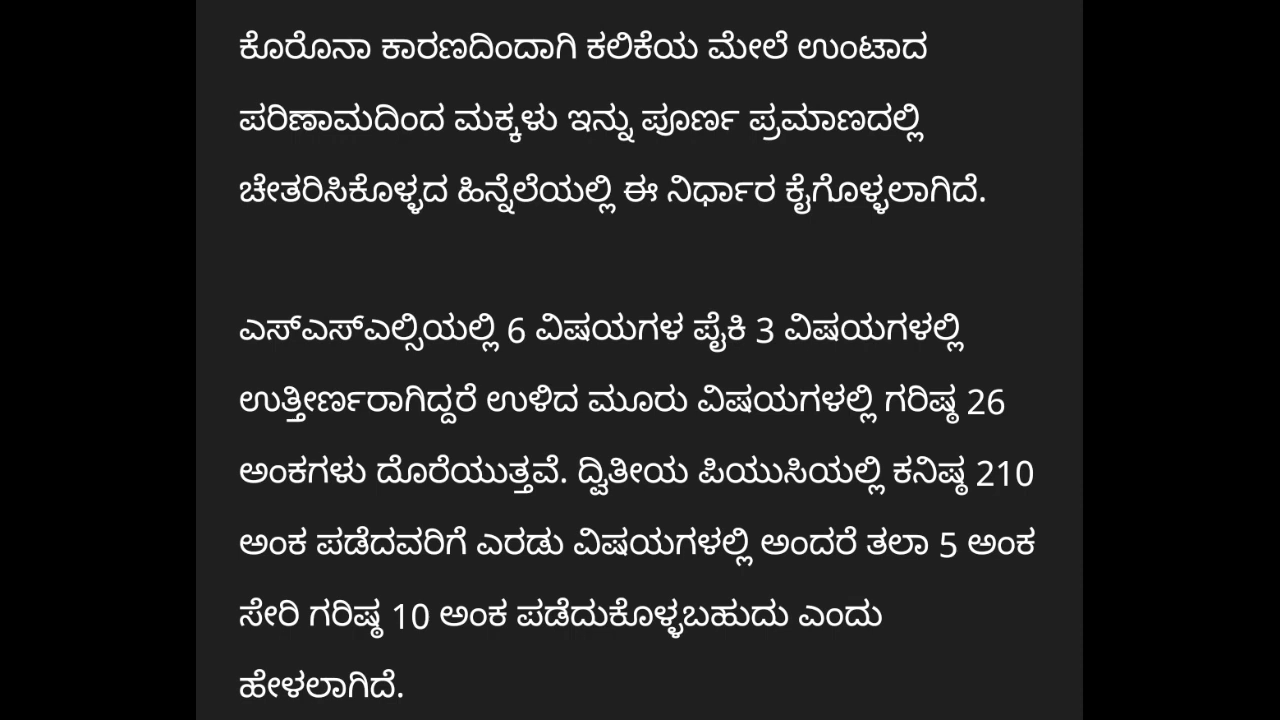 ಕೊರೊನಾ ಕಾರಣದಿಂದಾಗಿ ಕಲಿಕೆಯ ಮೇಲೆ ಉಂಟಾದ
ಪರಿಣಾಮದಿಂದ ಮಕ್ಕಳು ಇನ್ನು ಪೂರ್ಣ ಪ್ರಮಾಣದಲ್ಲಿ
ಚೇತರಿಸಿಕೊಳ್ಳದ ಹಿನ್ನೆಲೆಯಲ್ಲಿ ಈ ನಿರ್ಧಾರ ಕೈಗೊಳ್ಳಲಾಗಿದೆ.
ಎಸ್‌ಎಸ್‌ಎಲ್ಸಿಯಲ್ಲಿ 6 ವಿಷಯಗಳ ಪೈಕಿ 3 ವಿಷಯಗಳಲ್ಲಿ
ಉತ್ತೀರ್ಣರಾಗಿದ್ದರೆ ಉಳಿದ ಮೂರು ವಿಷಯಗಳಲ್ಲಿ ಗರಿಷ್ಠ 26
ಅಂಕಗಳು ದೊರೆಯುತ್ತವೆ. ದ್ವಿತೀಯ ಪಿಯುಸಿಯಲ್ಲಿ ಕನಿಷ್ಠ 210
ಅಂಕ ಪಡೆದವರಿಗೆ ಎರಡು ವಿಷಯಗಳಲ್ಲಿ ಅಂದರೆ ತಲಾ 5 ಅಂಕ
ಸೇರಿ ಗರಿಷ್ಠ 10 ಅಂಕ ಪಡೆದುಕೊಳ್ಳಬಹುದು ಎಂದು
ಹೇಳಲಾಗಿದೆ.